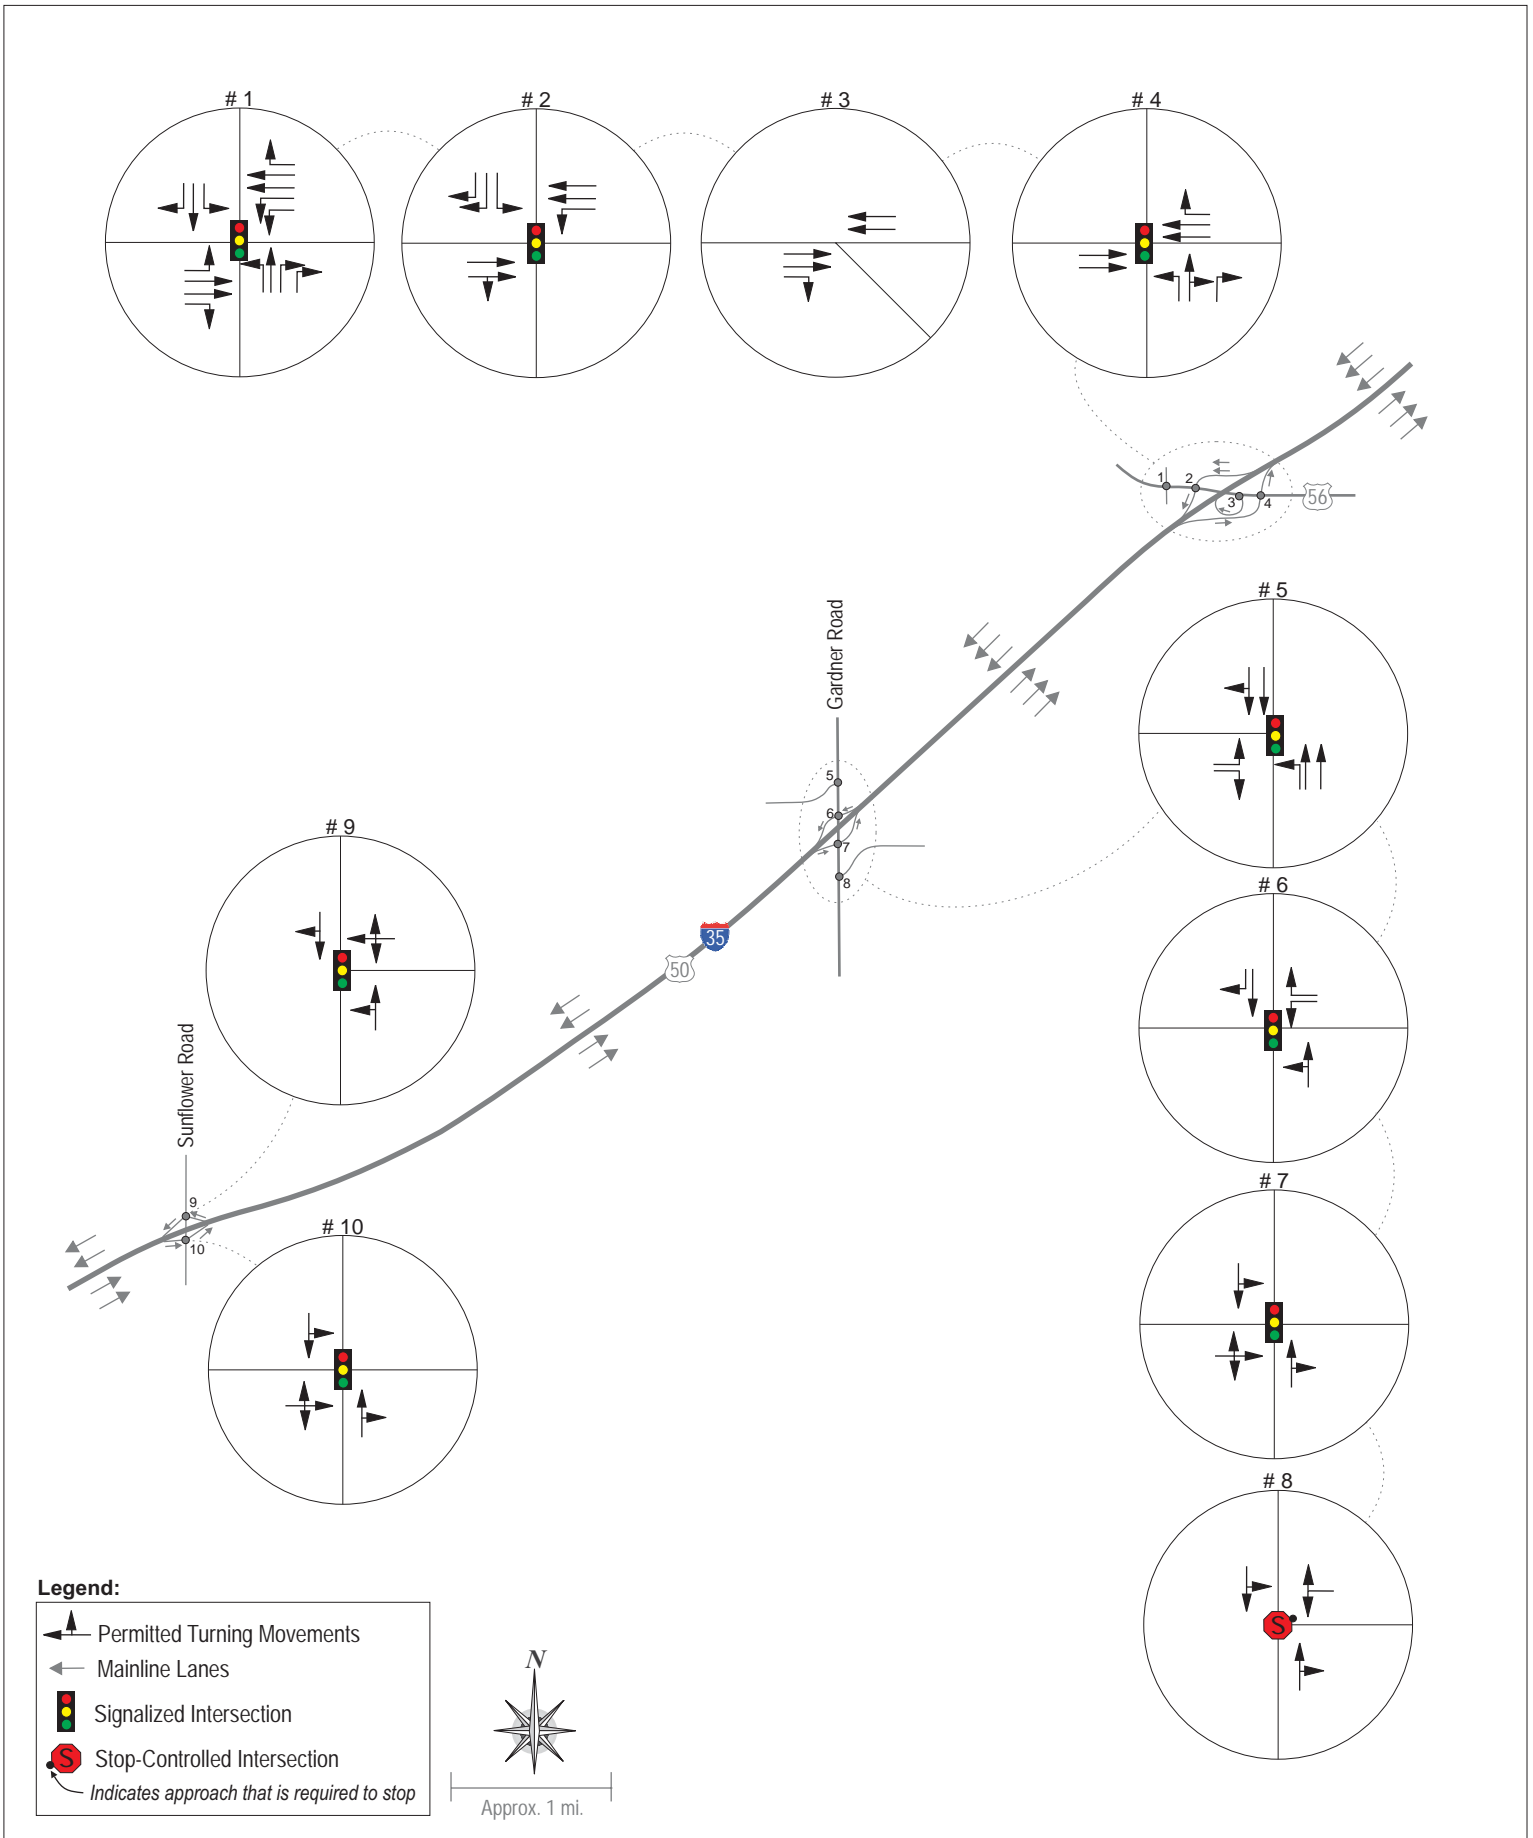 # 1
# 2
# 3
# 4
1
2
3
4
56
# 5
Gardner Road
5
6
7
8
# 9
# 6
35
50
Sunflower Road
9
10
# 7
# 10
# 8
S
Legend:
Permitted Turning Movements
Mainline Lanes
Signalized Intersection
S
Stop-Controlled Intersection
Indicates approach that is required to stop
N
Approx. 1 mi.